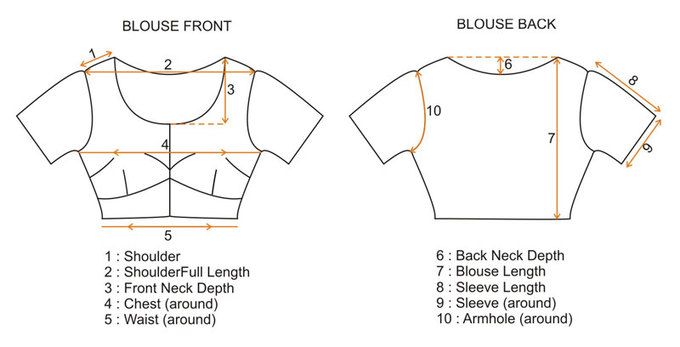 BLOUSE FRONT
1
2
3
4
5
1 : Shoulder
2 : ShoulderFull Length
3 : Front Neck Depth
4 : Chest (around)
5 : Waist (around)
BLOUSE BACK
6
7
8
9
10
6 : Back Neck Depth
7 : Blouse Length
8 : Sleeve Length
9 : Sleeve (around)
10 : Armhole (around)